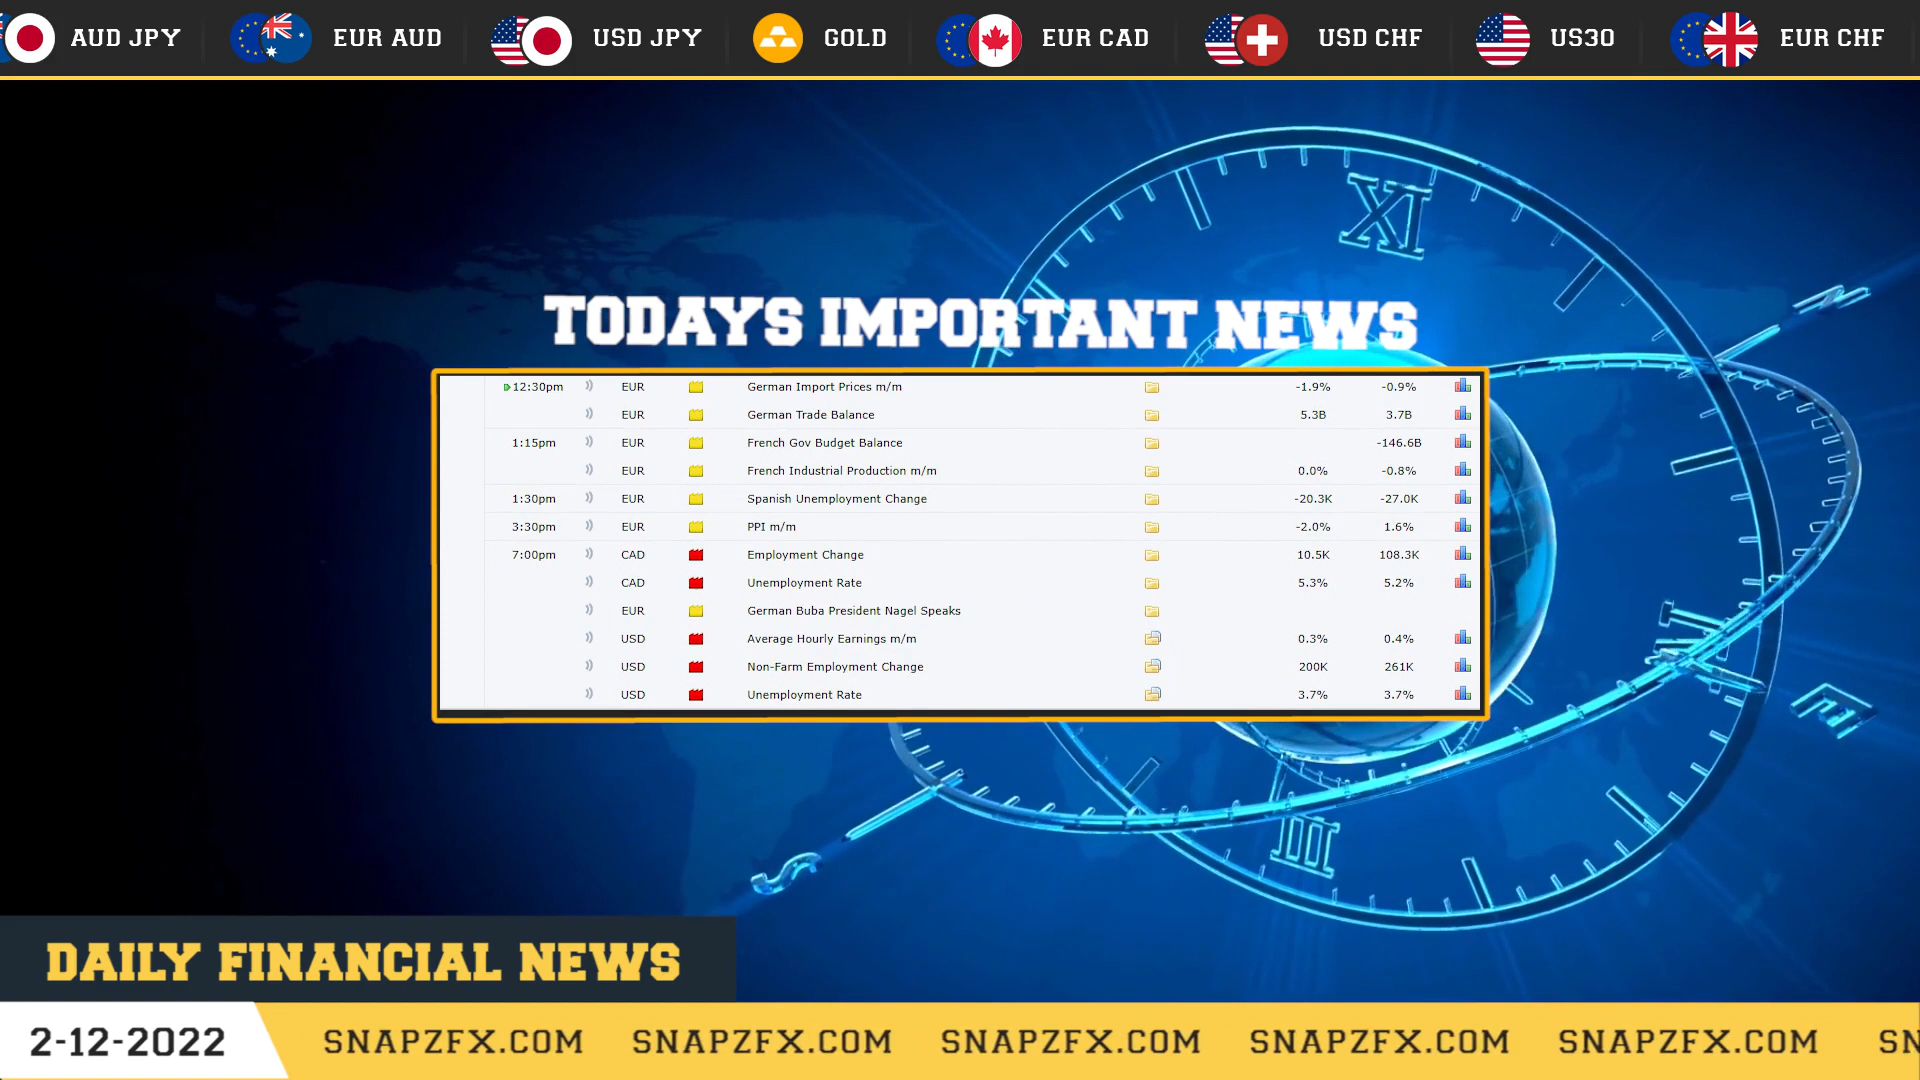 AUD JPY EUR AUD USD JPY GOLD EUR CAD USD CHF US30 EUR CHF
XI
TODAYS IMPORTANT NEWS
12:30pm EUR German Import Prices m/m -1.9% -0.9%
EUR German Trade Balance 5.3B 3.7B
1:15pm EUR French Gov Budget Balance -146.6B
EUR French Industrial Production m/m 0.0% -0.8%
1:30pm EUR Spanish Unemployment Change -20.3K -27.0K
3:30pm EUR PPI m/m -2.0% 1.6%
7:00pm CAD Employment Change 10.5K 108.3K
CAD Unemployment Rate 5.3% 5.2%
EUR German Buba President Nagel Speaks
USD Average Hourly Earnings m/m 0.3% 0.4%
USD Non-Farm Employment Change 200K 261K
USD Unemployment Rate 3.7% 3.7%
E
III
S
DAILY FINANCIAL NEWS
2-12-2022 SNAPZFX.COM SNAPZFX.COM SNAPZFX.COM SNAPZFX.COM SNAPZFX.COM SN